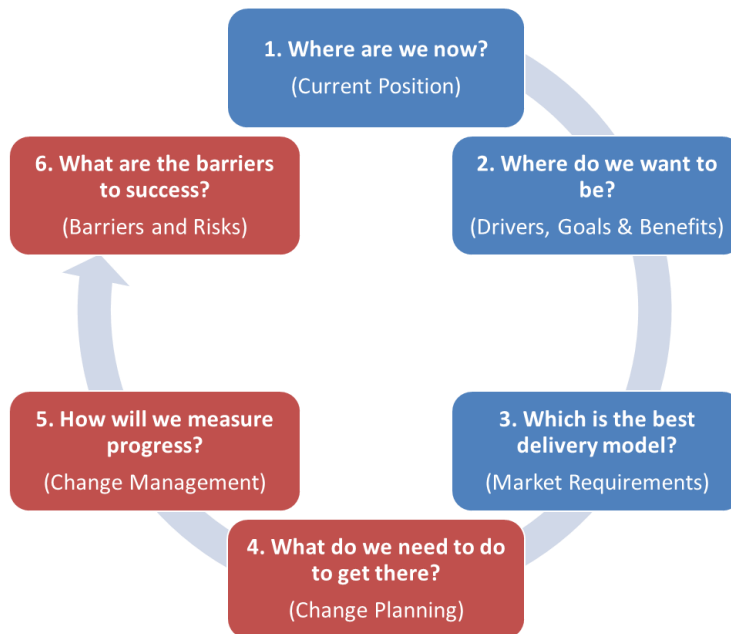 1. Where are we now?
(Current Position)
2. Where do we want to
be?
(Drivers, Goals & Benefits)
3. Which is the best
delivery model?
(Market Requirements)
4. What do we need to do
to get there?
(Change Planning)
5. How will we measure
progress?
(Change Management)
6. What are the barriers
to success?
(Barriers and Risks)